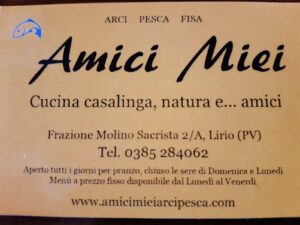 ARCI PESCA FISA
Amici Miei
Cucina casalinga, natura e... amici
Frazione Molino Sacrista 2/A, Lirio (PV)
Tel. 0385 284062
Aperto tutti i giorni per pranzo, chiuso le sere di Domenica e Lunedì.
Menù a prezzo fisso disponibile dal Lunedì al Venerdì.
www.amicimieiarcipesca.com